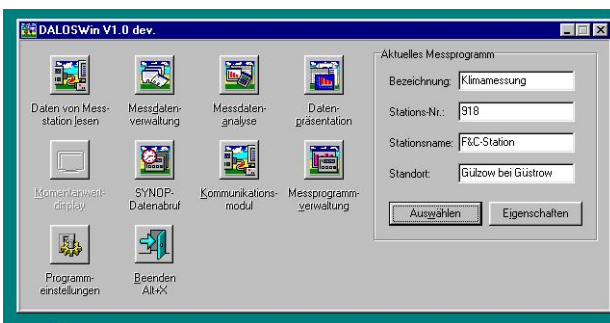 DALOSWin V1.0 dev.
Daten von Mess-
station lesen
Messdaten-
verwaltung
Messdaten-
analyse
Daten-
präsentation
Momentanwert-
display
SYNOP-
Datenabruf
Kommunikations-
modul
Messprogramm-
verwaltung
Programm-
einstellungen
Beenden
Alt+X
Aktuelles Messprogramm
Bezeichnung: Klimamessung
Stations-Nr.: 918
Stationsname: F&C-Station
Standort: Gülzow bei Güstrow
Auswählen Eigenschaften